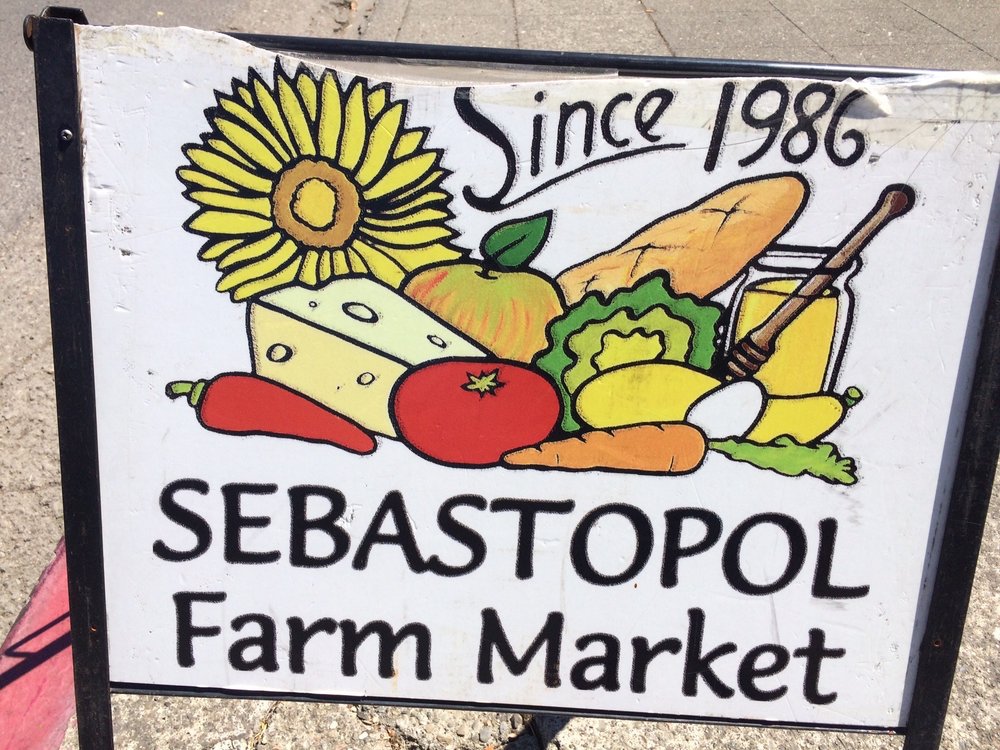 Since 1986
SEBASTOPOL
Farm Market